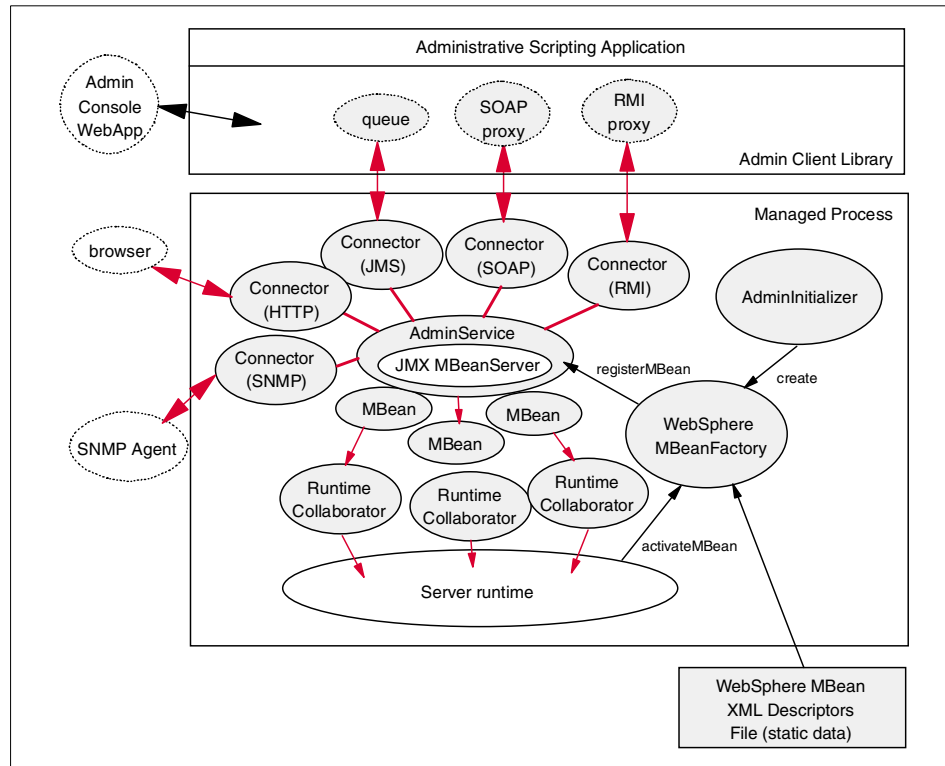 Administrative Scripting Application
Admin
Console
WebApp
queue
SOAP
proxy
RMI
proxy
Admin Client Library
Managed Process
browser
Connector
(JMS)
Connector
(SOAP)
Connector
(RMI)
Connector
(HTTP)
AdminInitializer
AdminService
JMX MBeanServer
Connector
(SNMP)
registerMBean
create
MBean
MBean
MBean
WebSphere
MBeanFactory
SNMP Agent
Runtime
Collaborator
Runtime
Collaborator
Runtime
Collaborator
activateMBean
Server runtime
WebSphere MBean
XML Descriptors
File (static data)